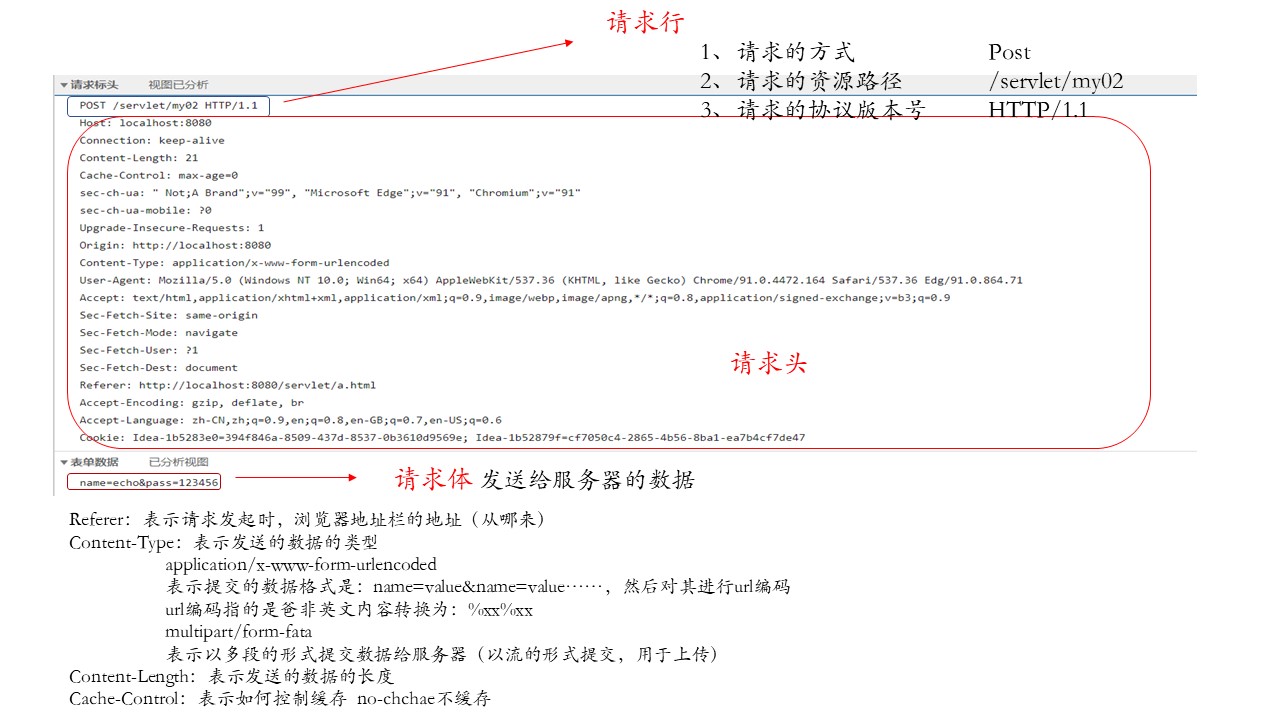 请求行
1、请求的方式 Post
2、请求的资源路径 /servlet/my02
3、请求的协议版本号 HTTP/1.1
▼请求标头 视图已分析
POST /servlet/my02 HTTP/1.1
Host: localhost:8080
Connection: keep-alive
Content-Length: 21
Cache-Control: max-age=0
sec-ch-ua: " Not;A Brand";v="99", "Microsoft Edge";v="91", "Chromium";v="91"
sec-ch-ua-mobile: ?0
Upgrade-Insecure-Requests: 1
Origin: http://localhost:8080
Content-Type: application/x-www-form-urlencoded
User-Agent: Mozilla/5.0 (Windows NT 10.0; Win64; x64) AppleWebKit/537.36 (KHTML, like Gecko) Chrome/91.0.4472.164 Safari/537.36 Edg/91.0.864.71
Accept: text/html,application/xhtml+xml,application/xml;q=0.9,image/webp,image/apng,*/*;q=0.8,application/signed-exchange;v=b3;q=0.9
Sec-Fetch-Site: same-origin
Sec-Fetch-Mode: navigate
Sec-Fetch-User: ?1
Sec-Fetch-Dest: document
请求头
Referer: http://localhost:8080/servlet/a.html
Accept-Encoding: gzip, deflate, br
Accept-Language: zh-CN,zh;q=0.9,en;q=0.8,en-GB;q=0.7,en-US;q=0.6
Cookie: Idea-1b5283e0=394f846a-8509-437d-8537-0b3610d9569e; Idea-1b52879f=cf7050c4-2865-4b56-8ba1-ea7b4cf7de47
▼表单数据 已分析视图
name=echo&pass=123456
请求体 发送给服务器的数据
Referer：表示请求发起时，浏览器地址栏的地址（从哪来）
Content-Type：表示发送的数据的类型
application/x-www-form-urlencoded
表示提交的数据格式是：name=value&name=value……，然后对其进行url编码
url编码指的是爸非英文内容转换为：%xx%xx
multipart/form-fata
表示以多段的形式提交数据给服务器（以流的形式提交，用于上传）
Content-Length：表示发送的数据的长度
Cache-Control：表示如何控制缓存 no-chchae不缓存